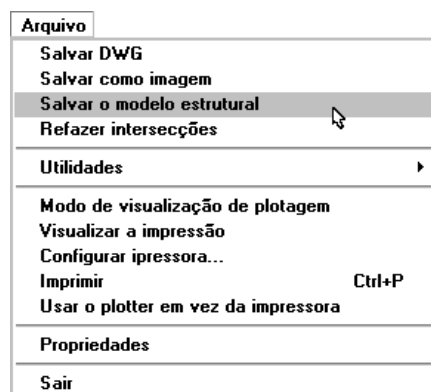 Arquivo
Salvar DWG
Salvar como imagem
Salvar o modelo estrutural
Refazer intersecções
Utilidades
Modo de visualização de plotagem
Visualizar a impressão
Configurar ipressora...
Imprimir Ctrl+P
Usar o plotter em vez da impressora
Propriedades
Sair